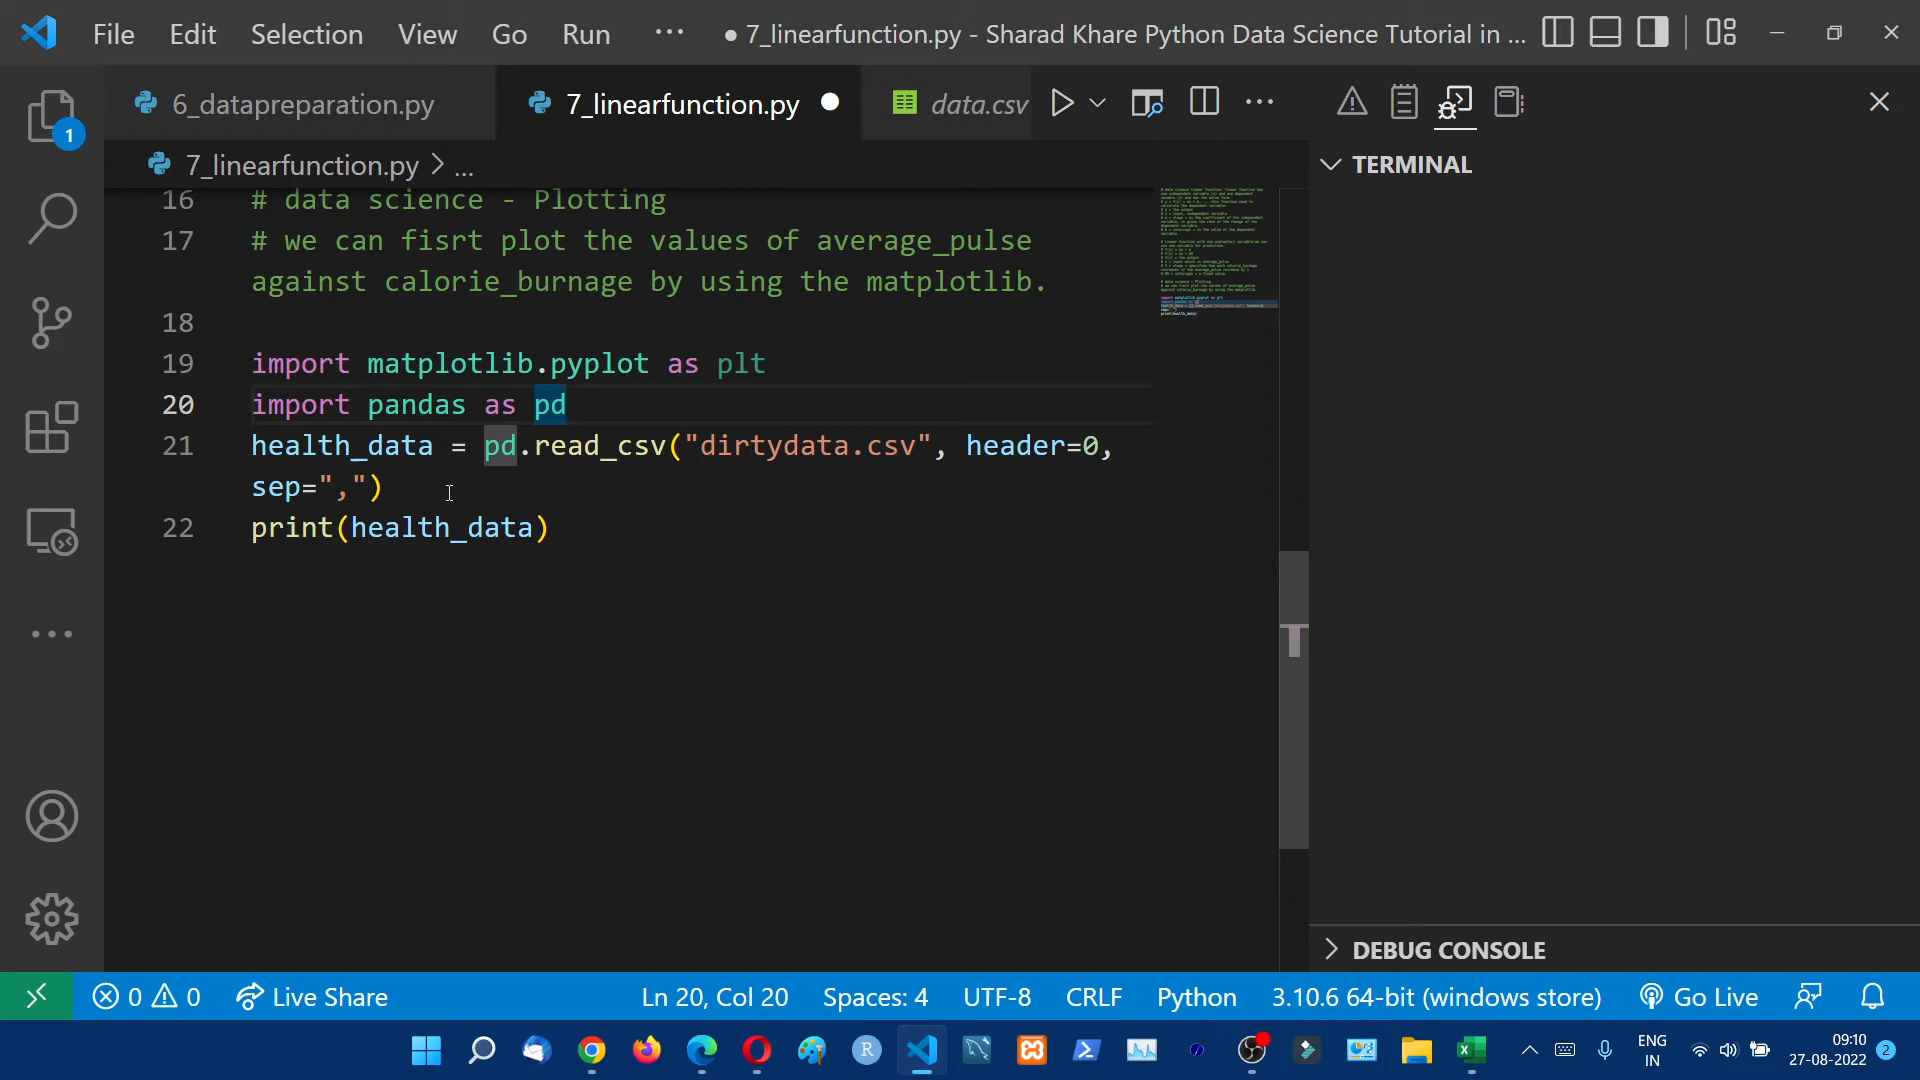 File Edit Selection View Go Run ··· ● 7_linearfunction.py - Sharad Khare Python Data Science Tutorial in ...
6_datapreparation.py 7_linearfunction.py data.csv
1
7_linearfunction.py > ...
TERMINAL
16 # data science - Plotting
17 # we can fisrt plot the values of average_pulse
against calorie_burnage by using the matplotlib.
18
19 import matplotlib.pyplot as plt
20 import pandas as pd
21 health_data = pd.read_csv("dirtydata.csv", header=0,
sep=",")
22 print(health_data)
DEBUG CONSOLE
0 0 Live Share Ln 20, Col 20 Spaces: 4 UTF-8 CRLF Python 3.10.6 64-bit (windows store) Go Live
R ENG
IN
09:10
27-08-2022
2